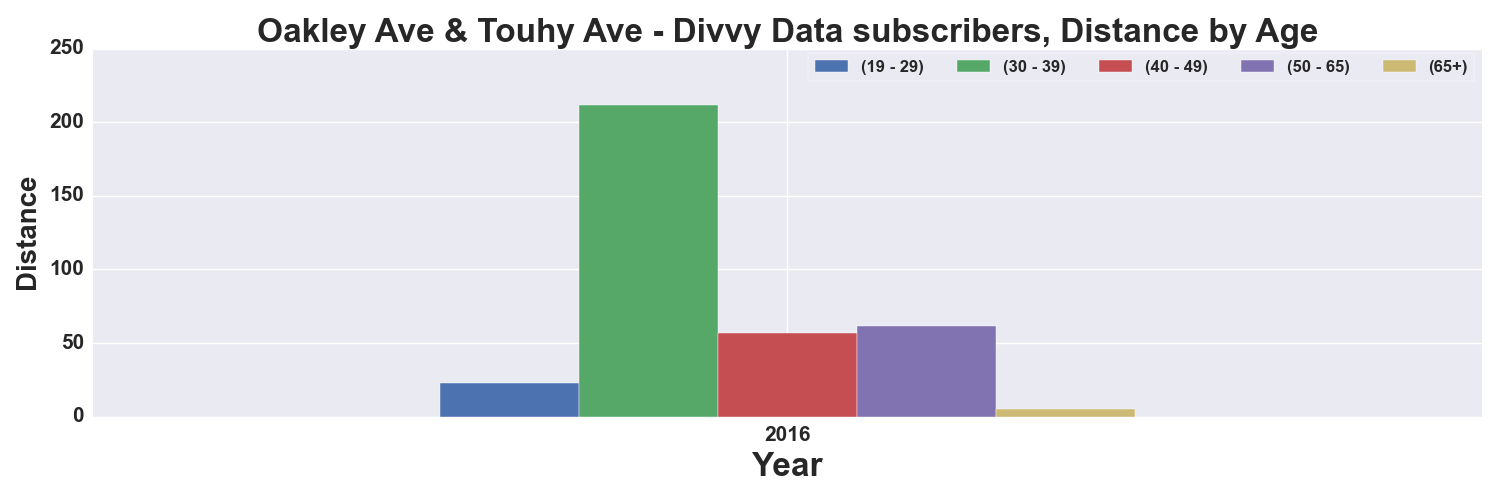 Oakley Ave & Touhy Ave - Divvy Data subscribers, Distance by Age
(19 - 29) (30 - 39) (40 - 49) (50 - 65) (65+)
250
200
150
100
50
0
Distance
2016
Year